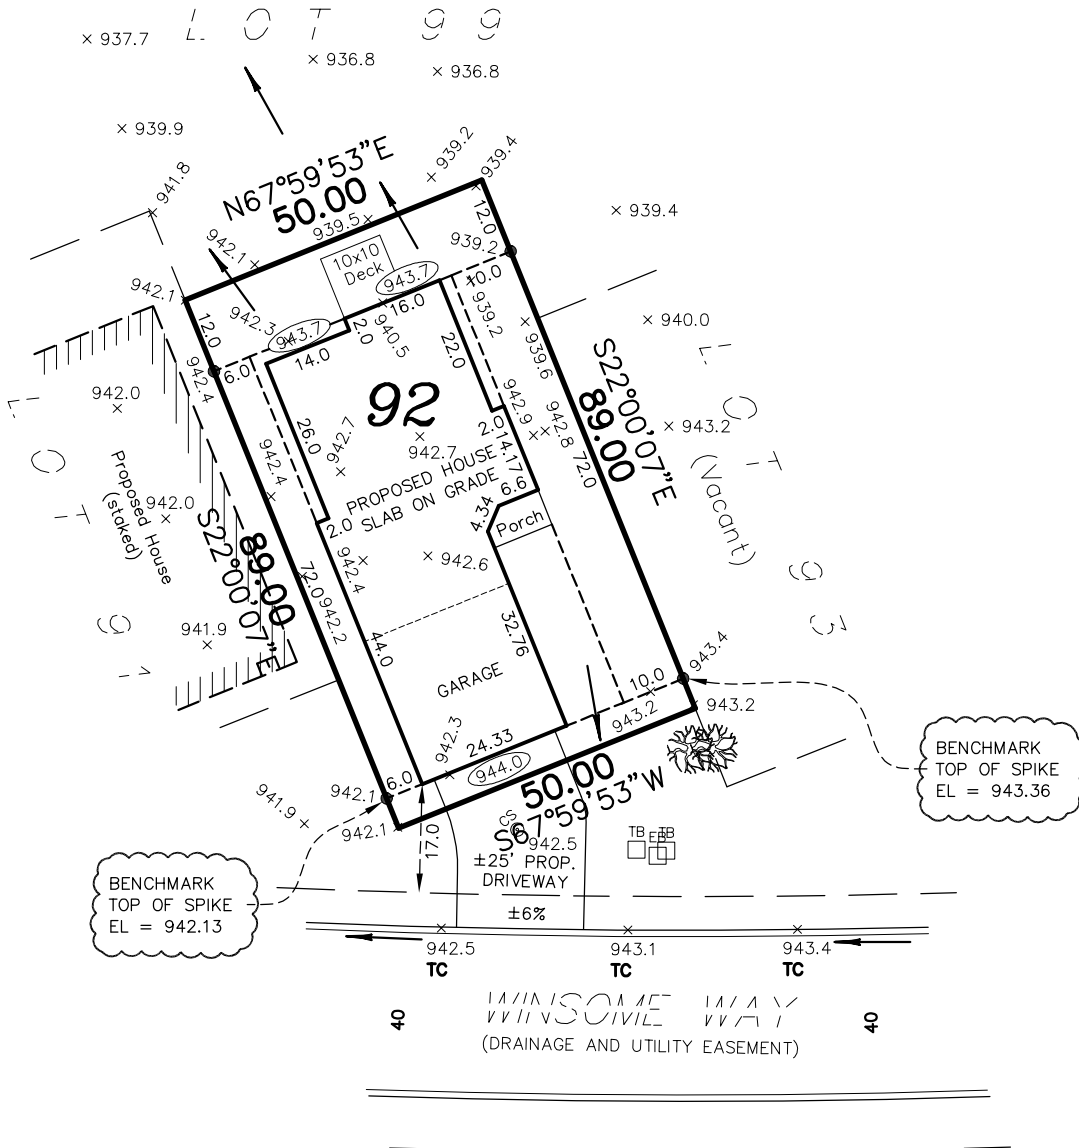 LOT 99
× 937.7
× 936.8
× 936.8
× 939.9
× 941.8
+ 939.2
939.4
N67°59'53"E
50.00
× 939.4
942.1
939.5
12.0
939.2
10x10
Deck
943.7
10.0
942.1
12.0
942.3
943.7
16.0
2.0
940.5
22.0
939.2
939.6
× 940.0
942.4
6.0
14.0
92
S22°00'07"E
89.00
LOT 93
(Vacant)
942.0
26.0
942.7
942.7
942.9
942.8
72.0
× 943.2
2.0
14.17
6.6
LOT 91
Proposed House
(staked)
942.0
942.4
PROPOSED HOUSE
SLAB ON GRADE
4.34
Porch
2.0
S22°00'07"E
89.00
942.4
× 942.6
72.0
942.2
941.9
44.0
32.76
GARAGE
10.0
943.4
943.2
943.2
942.3
24.33
944.0
6.0
942.1
941.9
942.1
50.00
S67°59'53"W
BENCHMARK
TOP OF SPIKE
EL = 943.36
17.0
CS
942.5
TB
EB
TB
±25' PROP.
DRIVEWAY
±6%
BENCHMARK
TOP OF SPIKE
EL = 942.13
942.5
TC
943.1
TC
943.4
TC
40
WINSOME WAY
40
(DRAINAGE AND UTILITY EASEMENT)